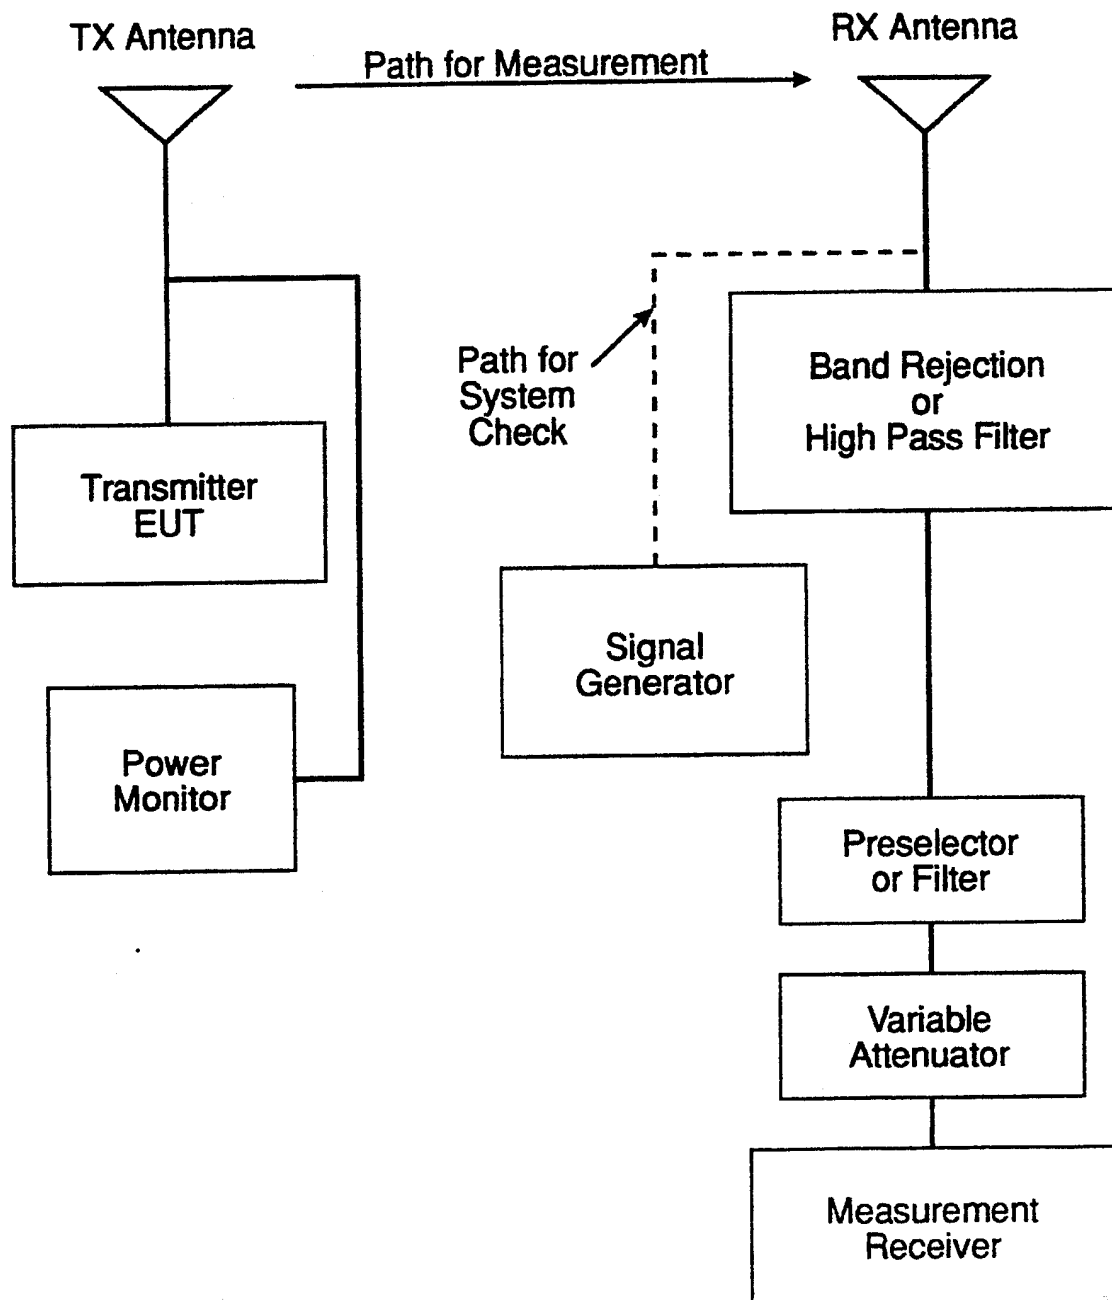 TX Antenna
RX Antenna
Path for Measurement
Path for
System
Check
Band Rejection
or
High Pass Filter
Transmitter
EUT
Signal
Generator
Power
Monitor
Preselector
or Filter
Variable
Attenuator
Measurement
Receiver